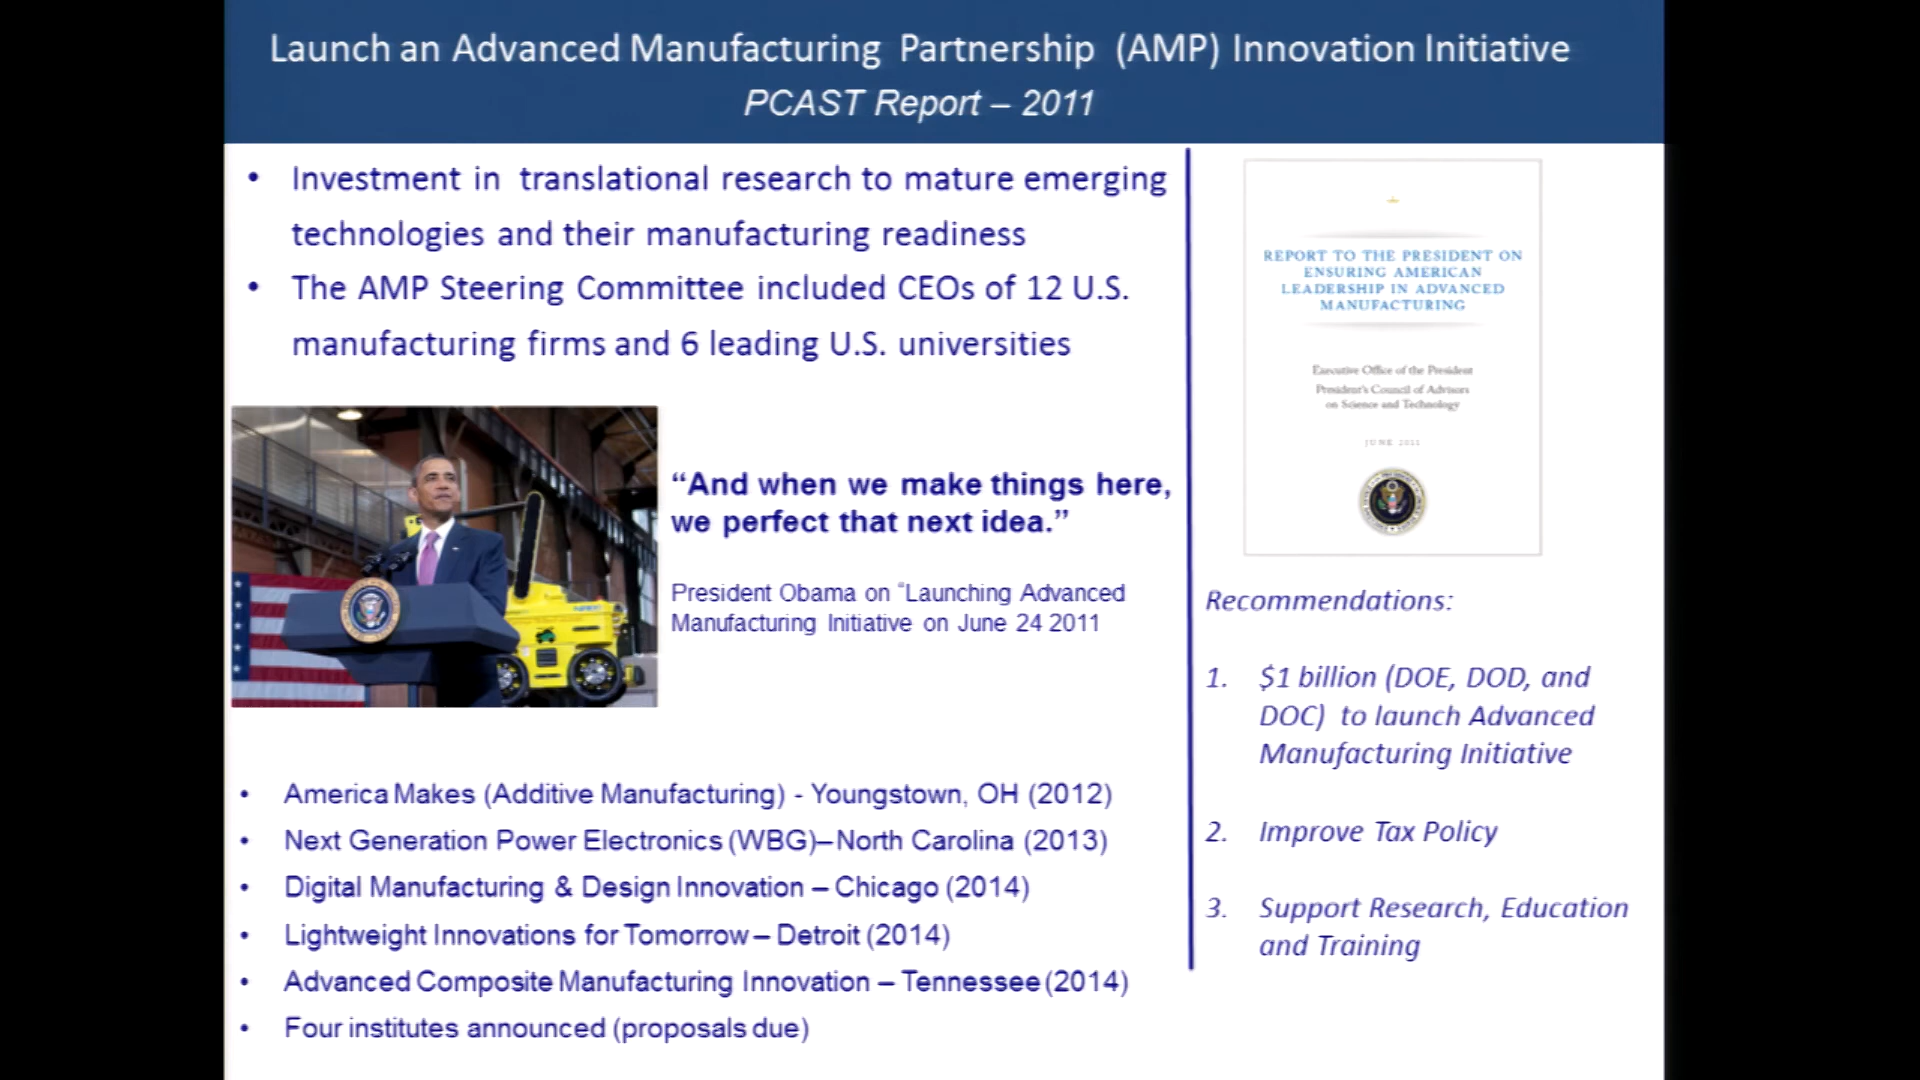 Launch an Advanced Manufacturing Partnership (AMP) Innovation Initiative
PCAST Report – 2011
• Investment in translational research to mature emerging
technologies and their manufacturing readiness
• The AMP Steering Committee included CEOs of 12 U.S.
manufacturing firms and 6 leading U.S. universities
“And when we make things here,
we perfect that next idea.”
President Obama on “Launching Advanced
Manufacturing Initiative on June 24 2011
• America Makes (Additive Manufacturing) - Youngstown, OH (2012)
• Next Generation Power Electronics (WBG)–North Carolina (2013)
• Digital Manufacturing & Design Innovation – Chicago (2014)
• Lightweight Innovations for Tomorrow – Detroit (2014)
• Advanced Composite Manufacturing Innovation – Tennessee (2014)
• Four institutes announced (proposals due)
REPORT TO THE PRESIDENT ON
ENSURING AMERICAN
LEADERSHIP IN ADVANCED
MANUFACTURING
Executive Office of the President
President's Council of Advisors
on Science and Technology
JUNE 2011
Recommendations:
1. $1 billion (DOE, DOD, and
DOC) to launch Advanced
Manufacturing Initiative
2. Improve Tax Policy
3. Support Research, Education
and Training